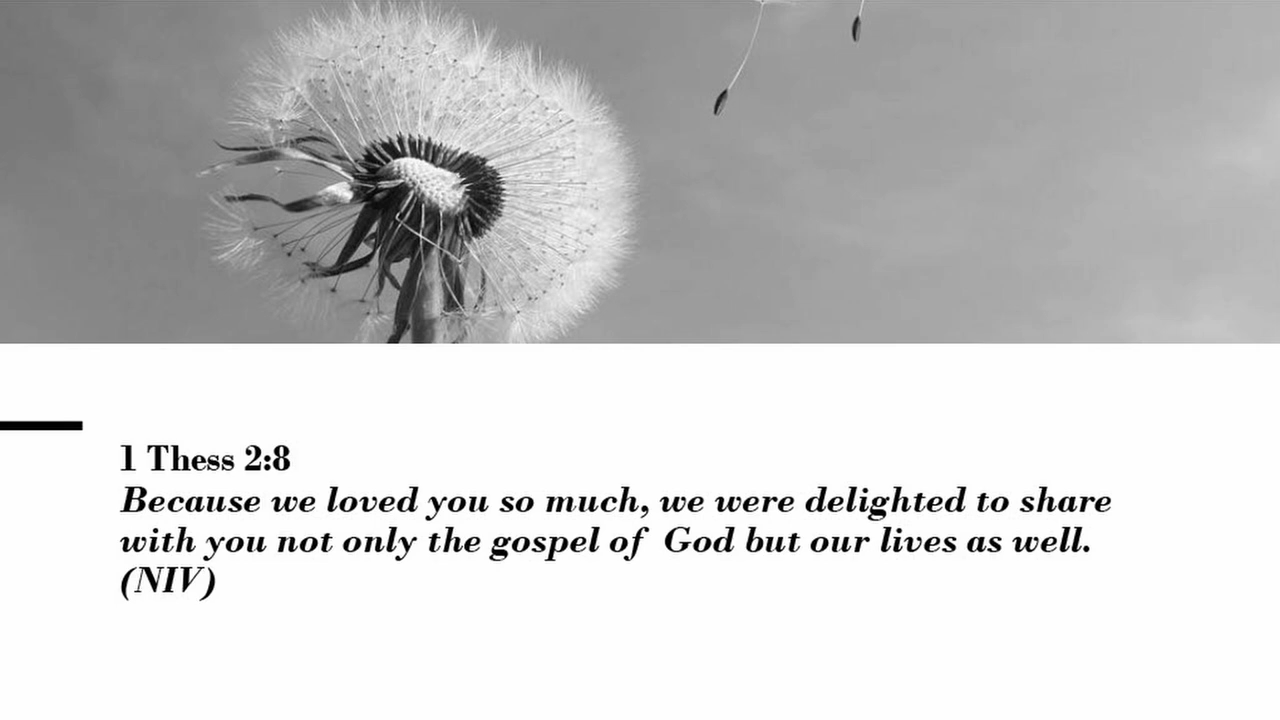 1 Thess 2:8
Because we loved you so much, we were delighted to share
with you not only the gospel of God but our lives as well.
(NIV)